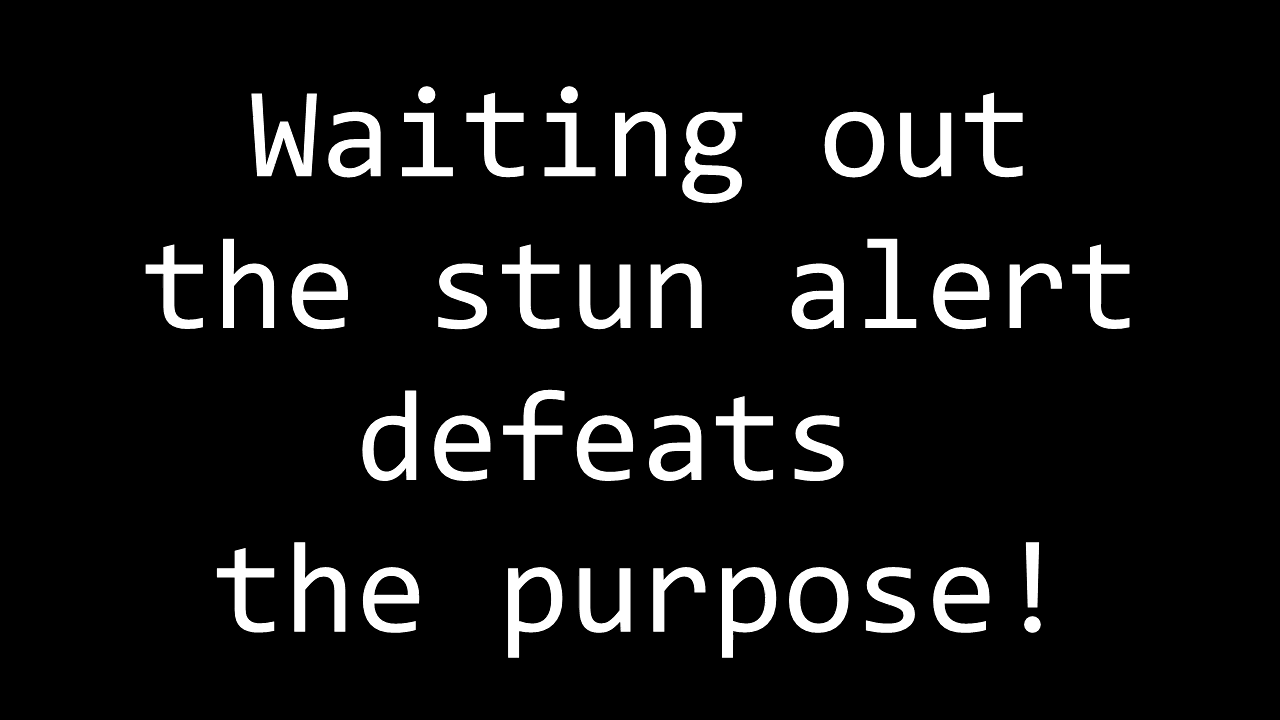 Waiting out
the stun alert
defeats
the purpose!